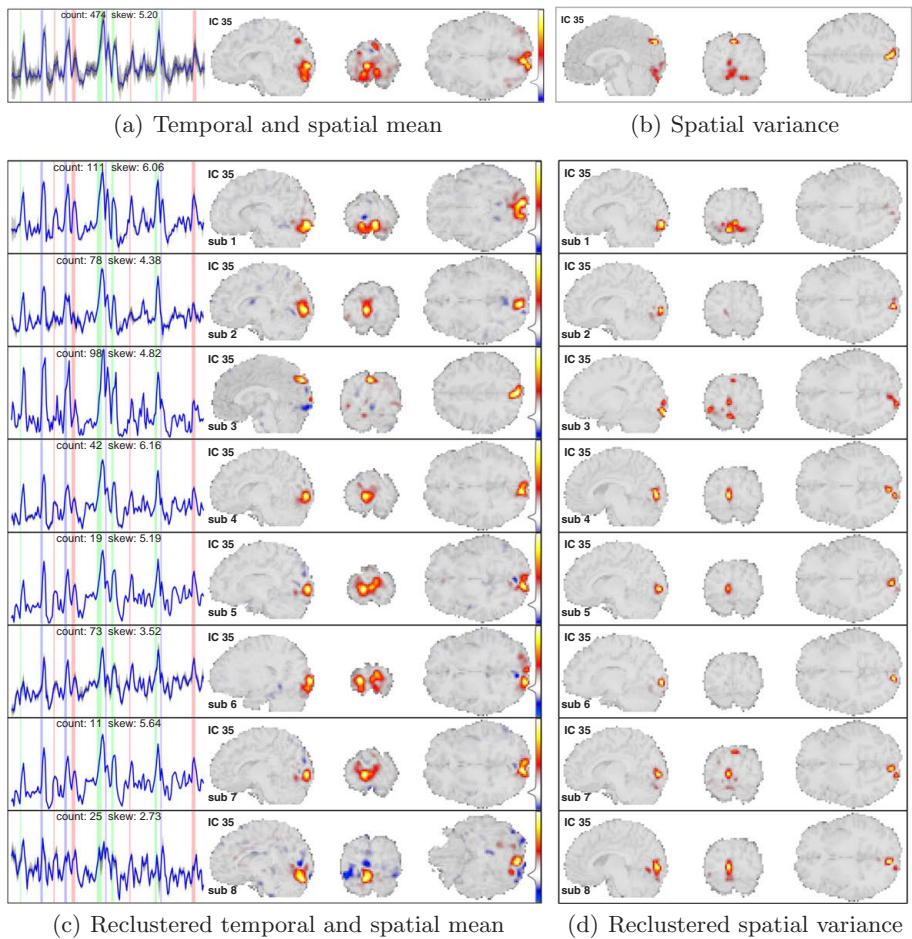 count: 474 skew: 5.20
IC 35
(a) Temporal and spatial mean
(b) Spatial variance
count: 111 skew: 6.06
IC 35
sub 1
IC 35
sub 1
count: 78 skew: 4.38
IC 35
sub 2
IC 35
sub 2
count: 98 skew: 4.82
IC 35
sub 3
IC 35
sub 3
count: 42 skew: 6.16
IC 35
sub 4
IC 35
sub 4
count: 19 skew: 5.19
IC 35
sub 5
IC 35
sub 5
count: 73 skew: 3.52
IC 35
sub 6
IC 35
sub 6
count: 11 skew: 5.64
IC 35
sub 7
IC 35
sub 7
count: 25 skew: 2.73
IC 35
sub 8
IC 35
sub 8
(c) Reclustered temporal and spatial mean
(d) Reclustered spatial variance